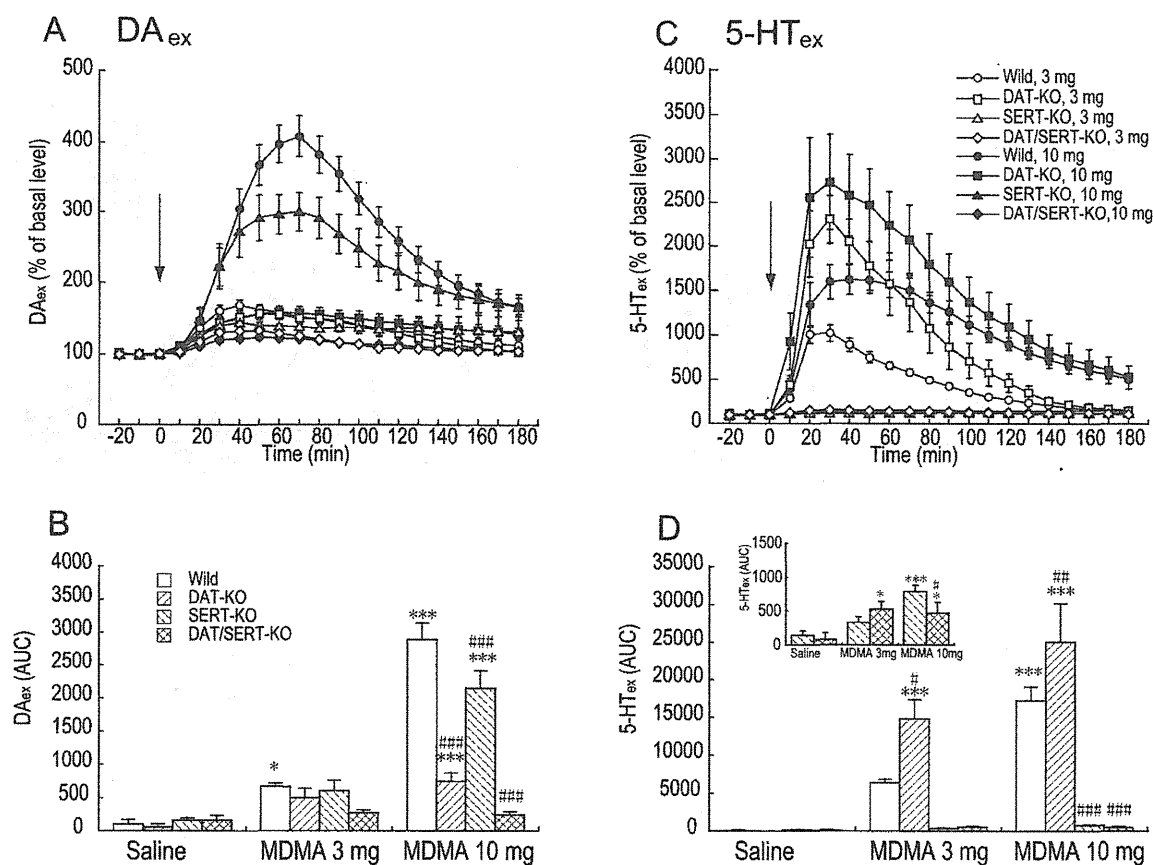 A DA ex
500
400
300
200
100
0
DAex (% of basal level)
-20 0 20 40 60 80 100 120 140 160 180
Time (min)
C 5-HTex
4000
3500
3000
2500
2000
1500
1000
500
0
5-HTex (% of basal level)
Wild, 3 mg
DAT-KO, 3 mg
SERT-KO, 3 mg
DAT/SERT-KO, 3 mg
Wild, 10 mg
DAT-KO, 10 mg
SERT-KO, 10 mg
DAT/SERT-KO, 10 mg
-20 0 20 40 60 80 100 120 140 160 180
Time (min)
B
4000
3500
3000
2500
2000
1500
1000
500
0
DAex (AUC)
Wild
DAT-KO
SERT-KO
DAT/SERT-KO
*
***
###
***
###
***
###
Saline MDMA 3 mg MDMA 10 mg
D
35000
30000
25000
20000
15000
10000
5000
0
5-HTex (AUC)
1500
1000
500
0
5-HTex (AUC)
*
***
#
*
Saline MDMA 3mg MDMA 10mg
#
***
***
##
***
### ###
Saline MDMA 3 mg MDMA 10 mg